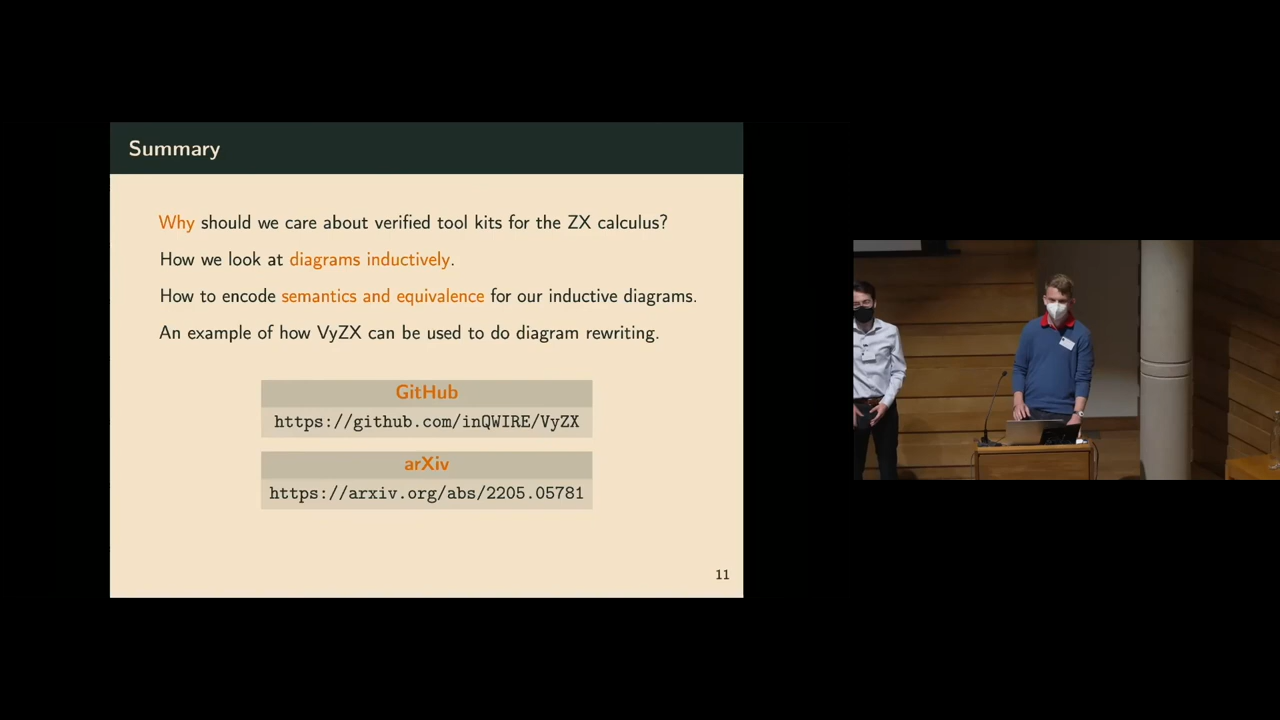 Summary
Why should we care about verified tool kits for the ZX calculus?
How we look at diagrams inductively.
How to encode semantics and equivalence for our inductive diagrams.
An example of how VyZX can be used to do diagram rewriting.
GitHub
https://github.com/inQWIRE/VyZX
arXiv
https://arxiv.org/abs/2205.05781
11